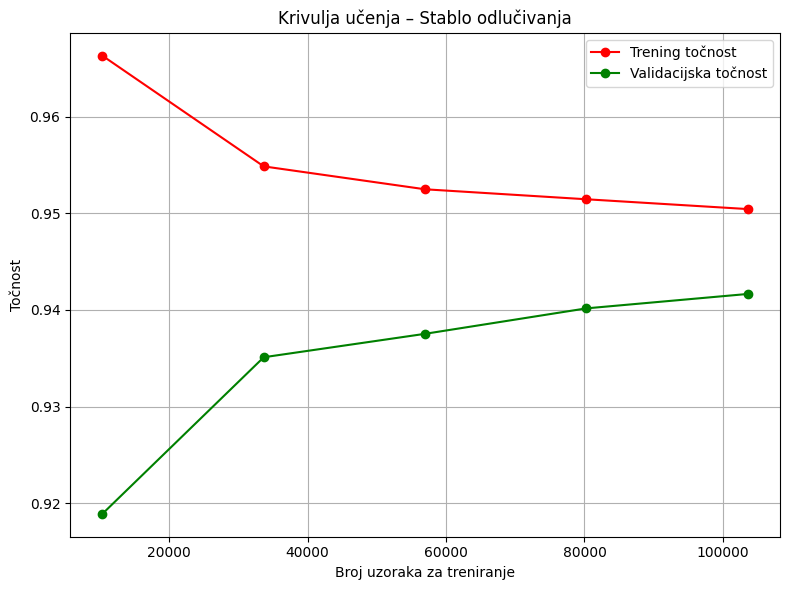 Krivulja učenja – Stablo odlučivanja
Trening točnost
Validacijska točnost
Točnost
0.96
0.95
0.94
0.93
0.92
20000 40000 60000 80000 100000
Broj uzoraka za treniranje